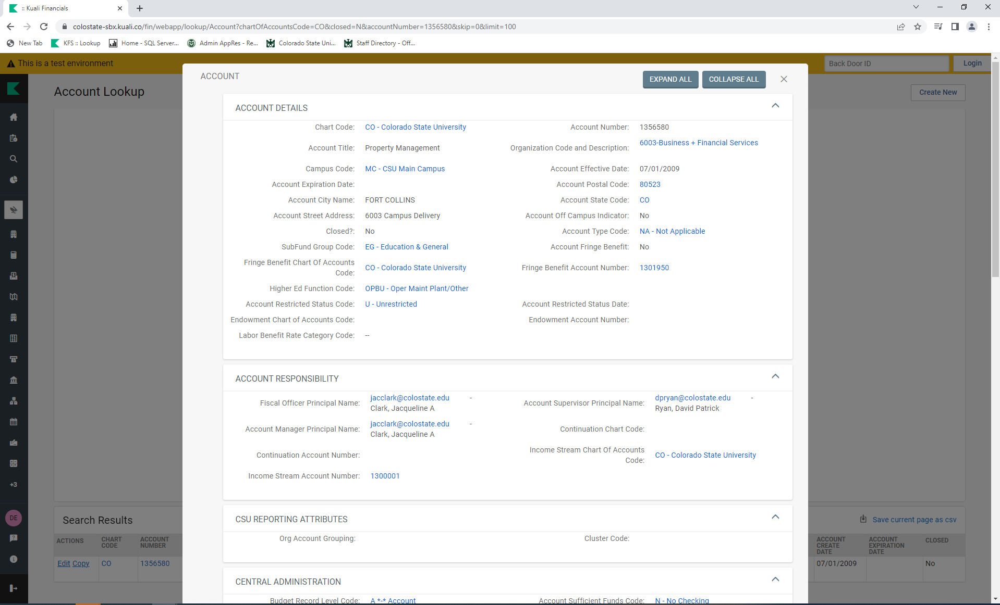 :: Kuali Financials
colostate-sbx.kuali.co/fin/webapp/lookup/Account?chartOfAccountsCode=CO&closed=N&accountNumber=1356580&skip=0&limit=100
New Tab KFS :: Lookup Home - SQL Server... Admin AppRes - Re... Colorado State Uni... Staff Directory - Off...
This is a test environment Back Door ID Login
ACCOUNT EXPAND ALL COLLAPSE ALL
Account Lookup Create New
ACCOUNT DETAILS
Chart Code: CO - Colorado State University Account Number: 1356580
Account Title: Property Management Organization Code and Description: 6003-Business + Financial Services
Campus Code: MC - CSU Main Campus Account Effective Date: 07/01/2009
Account Expiration Date: Account Postal Code: 80523
Account City Name: FORT COLLINS Account State Code: CO
Account Street Address: 6003 Campus Delivery Account Off Campus Indicator: No
Closed?: No Account Type Code: NA - Not Applicable
SubFund Group Code: EG - Education & General Account Fringe Benefit: No
Fringe Benefit Chart Of Accounts
Code: CO - Colorado State University Fringe Benefit Account Number: 1301950
Higher Ed Function Code: OPBU - Oper Maint Plant/Other
Account Restricted Status Code: U - Unrestricted Account Restricted Status Date:
Endowment Chart of Accounts Code: Endowment Account Number:
Labor Benefit Rate Category Code: --
ACCOUNT RESPONSIBILITY
Fiscal Officer Principal Name: jacclark@colostate.edu - Account Supervisor Principal Name: dpryan@colostate.edu -
Clark, Jacqueline A Ryan, David Patrick
Account Manager Principal Name: jacclark@colostate.edu - Continuation Chart Code:
Clark, Jacqueline A
Continuation Account Number: Income Stream Chart Of Accounts
Code: CO - Colorado State University
Income Stream Account Number: 1300001
+3
CSU REPORTING ATTRIBUTES
DE
Search Results Save current page as csv
Org Account Grouping: Cluster Code:
ACTIONS CHART CODE ACCOUNT NUMBER ACCOUNT CREATE DATE ACCOUNT EXPIRATION DATE CLOSED
Edit Copy CO 1356580 07/01/2009 No
CENTRAL ADMINISTRATION
Budget Record Level Code: A *-* Account Account Sufficient Funds Code: N - No Checking